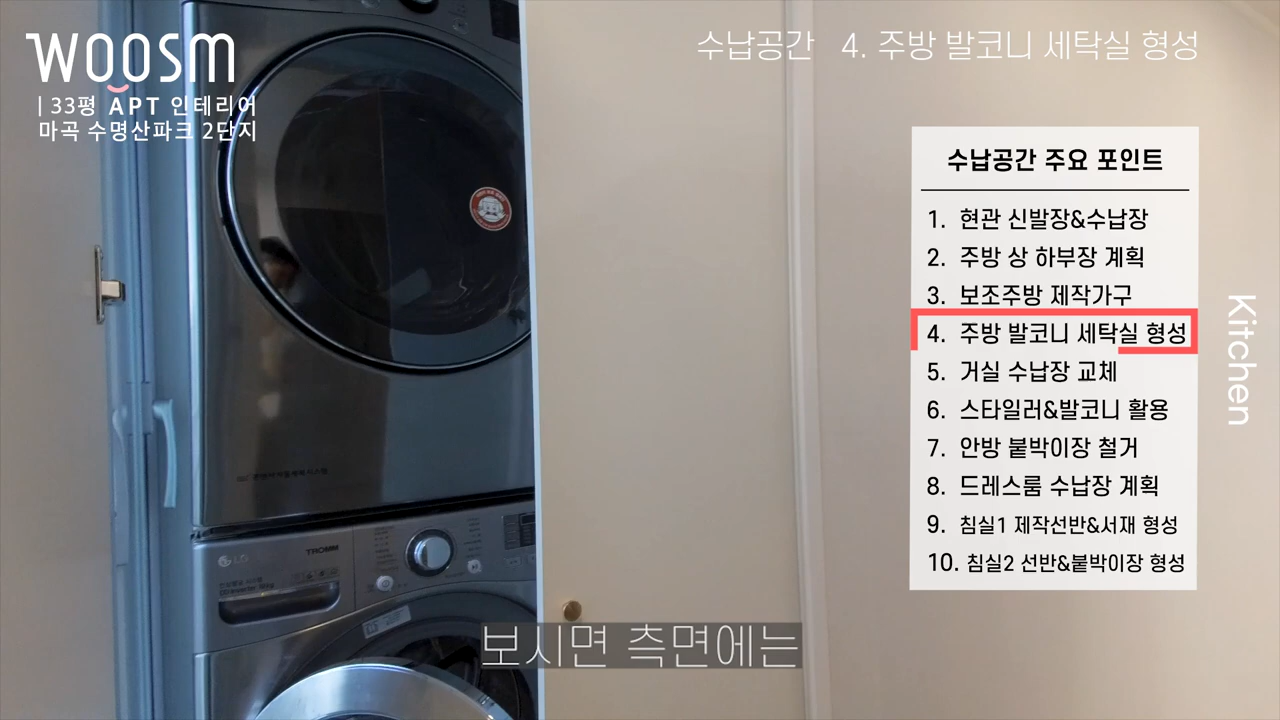 WOOSM
| 33평 APT 인테리어
마곡 수명산파크 2단지
수납공간 4. 주방 발코니 세탁실 형성
수납공간 주요 포인트
1. 현관 신발장&수납장
2. 주방 상 하부장 계획
3. 보조주방 제작가구
4. 주방 발코니 세탁실 형성
5. 거실 수납장 교체
6. 스타일러&발코니 활용
7. 안방 붙박이장 철거
8. 드레스룸 수납장 계획
9. 침실1 제작선반&서재 형성
10. 침실2 선반&붙박이장 형성
Kitchen
LG
TROMM
보시면 측면에는